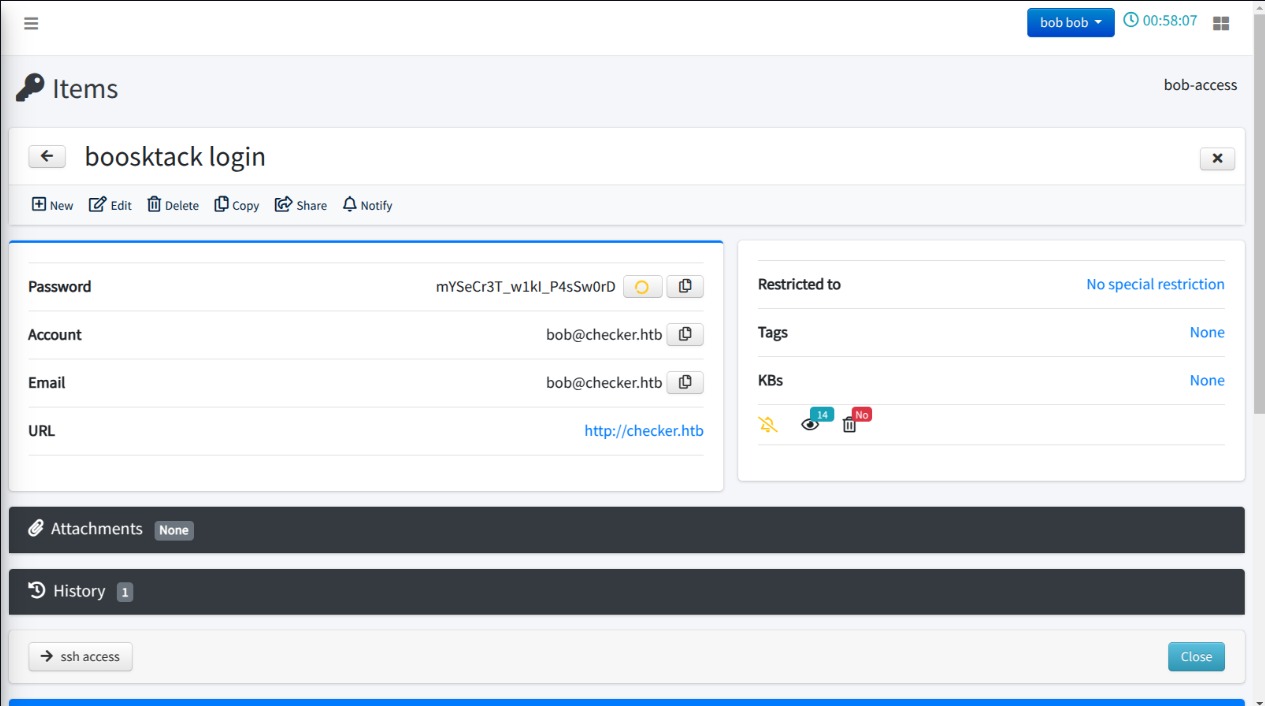 bob bob 00:58:07
Items
bob-access
boosktack login
New Edit Delete Copy Share Notify
Password mYSeCr3T_w1kI_P4sSw0rD
Account bob@checker.htb
Email bob@checker.htb
URL http://checker.htb
Restricted to No special restriction
Tags None
KBs None
14 No
Attachments None
History 1
ssh access Close